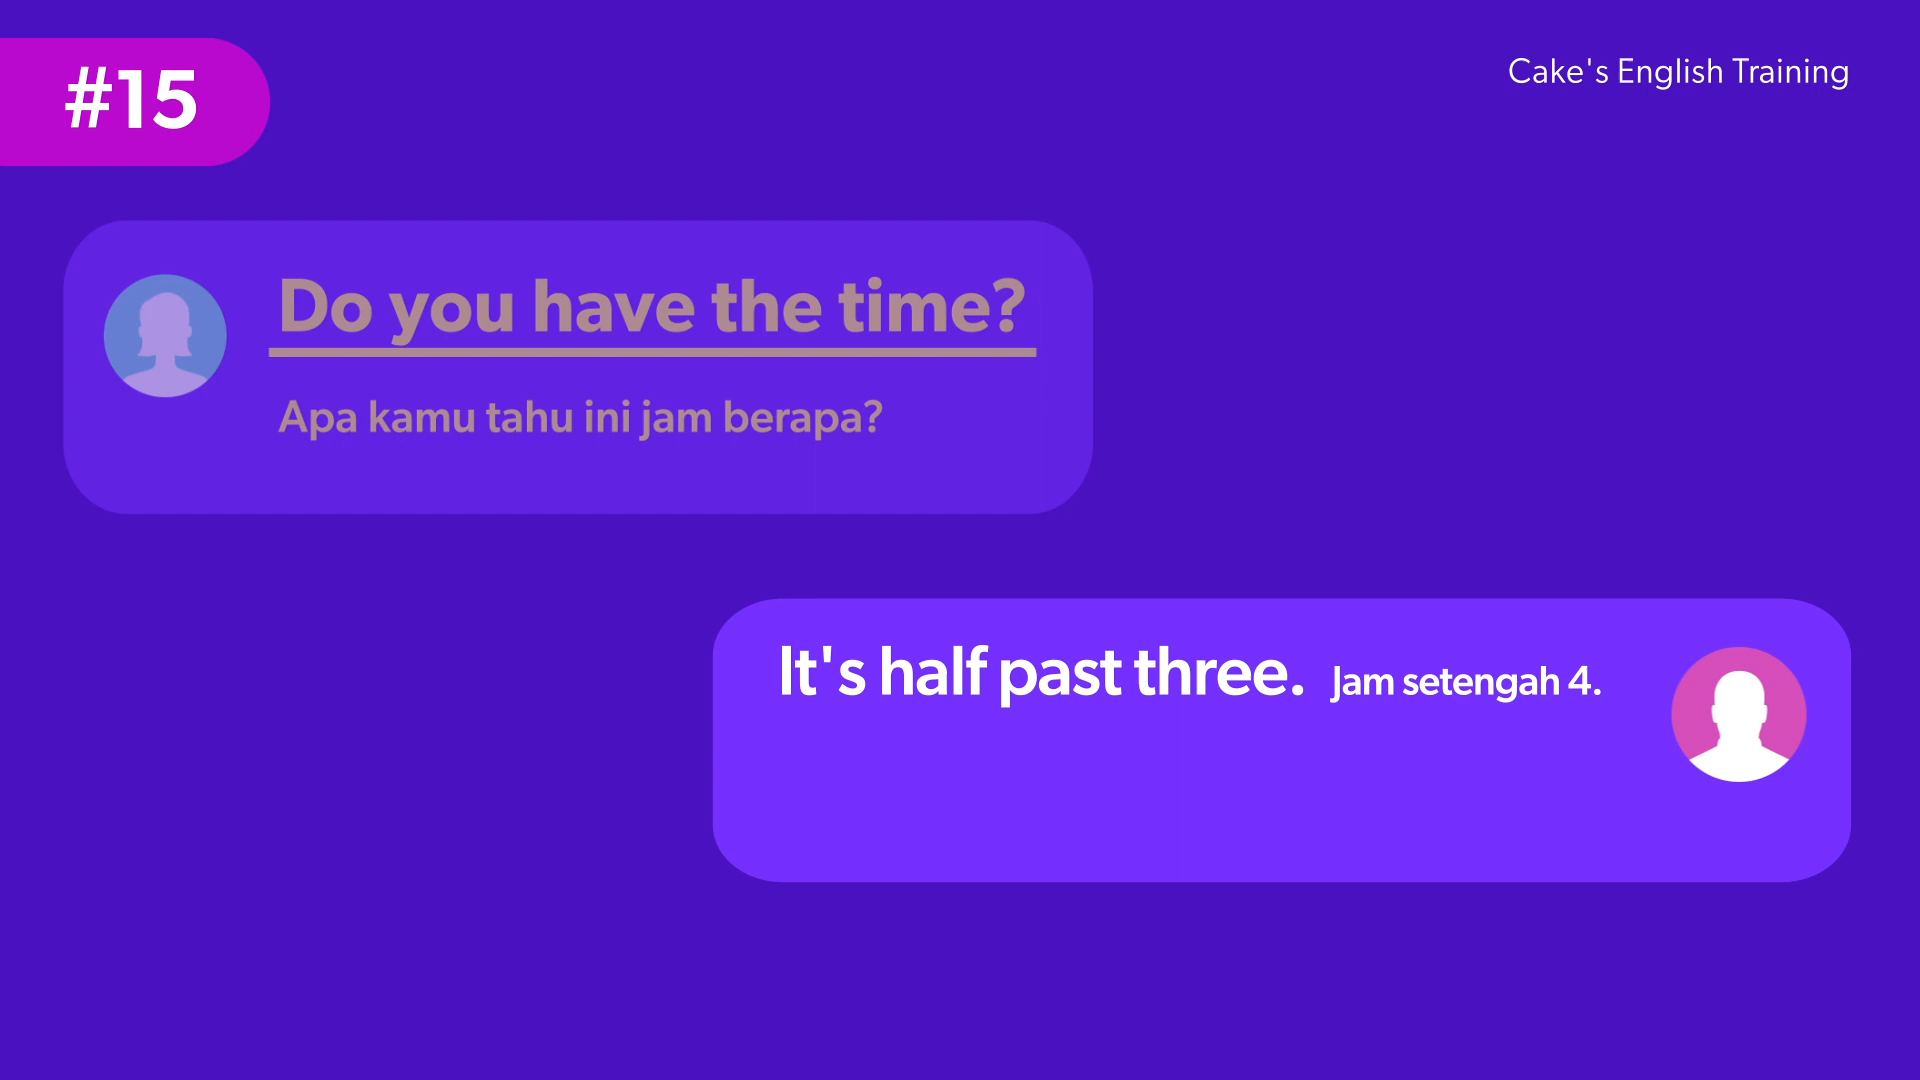 #15
Cake's English Training
Do you have the time?
Apa kamu tahu ini jam berapa?
It's half past three. Jam setengah 4.